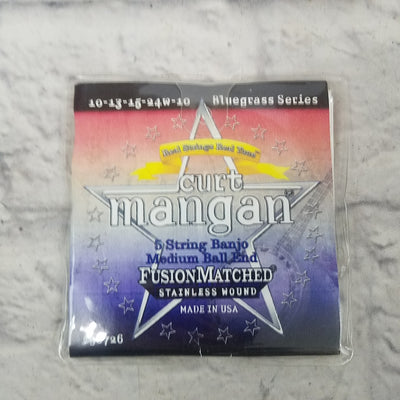 10-13-15-24W-10 Bluegrass Series
Real Strings Real Tone
curt
mangan
5 String Banjo
Medium Ball End
FUSIONMATCHED
STAINLESS WOUND
MADE IN USA